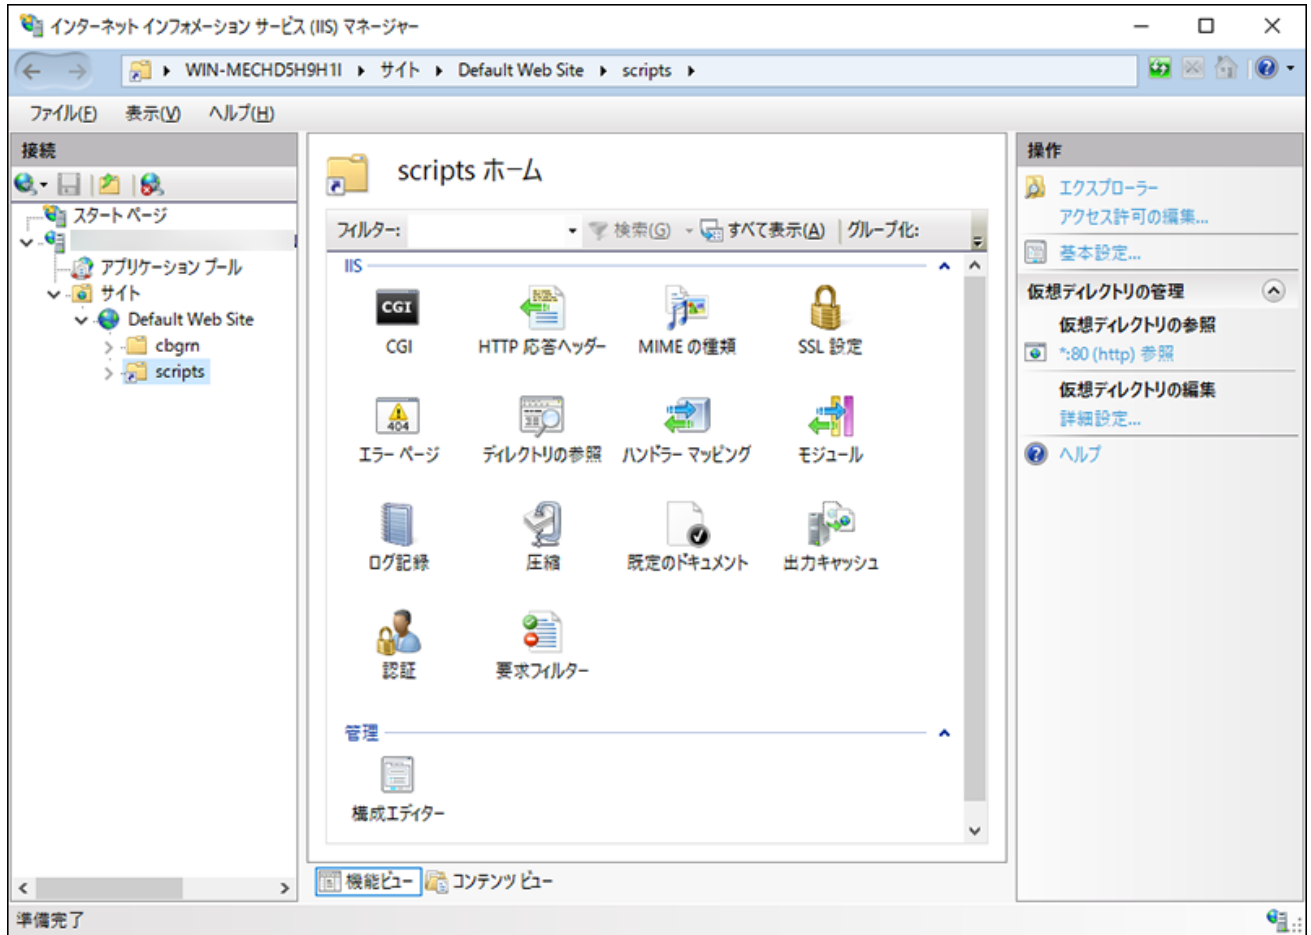 インターネット インフォメーション サービス (IIS) マネージャー
WIN-MECHD5H9H1I サイト Default Web Site scripts
ファイル(F) 表示(V) ヘルプ(H)
接続
スタート ページ
アプリケーション プール
サイト
Default Web Site
cbgrn
scripts
scripts ホーム
フィルター: 検索(G) すべて表示(A) グループ化:
IIS
CGI
CGI HTTP 応答ヘッダー MIME の種類 SSL 設定
404
エラー ページ ディレクトリの参照 ハンドラー マッピング モジュール
ログ記録 圧縮 既定のドキュメント 出力キャッシュ
認証 要求フィルター
管理
構成エディター
機能ビュー コンテンツ ビュー
操作
エクスプローラー
アクセス許可の編集...
基本設定...
仮想ディレクトリの管理
仮想ディレクトリの参照
*:80 (http) 参照
仮想ディレクトリの編集
詳細設定...
ヘルプ
準備完了